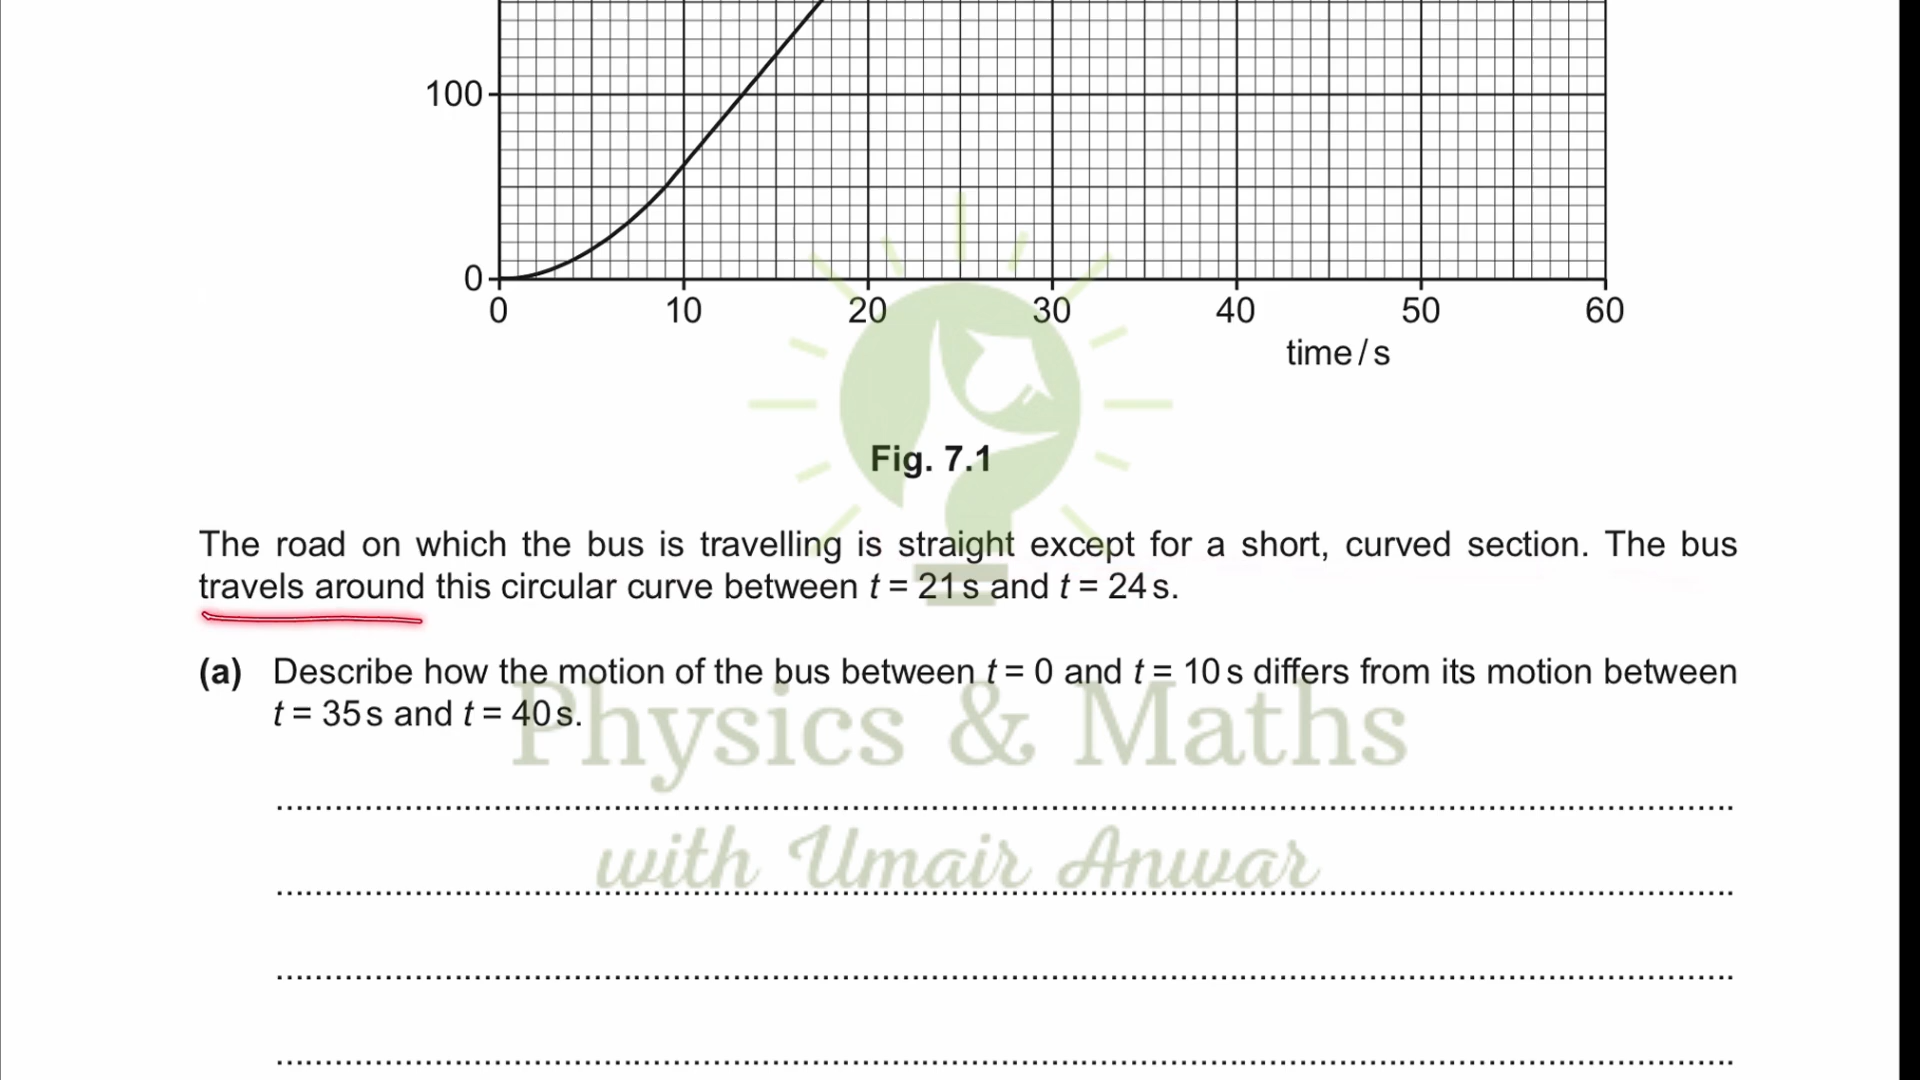 100
0
0 10 20 30 40 50 60
time / s
Fig. 7.1
The road on which the bus is travelling is straight except for a short, curved section. The bus
travels around this circular curve between t = 21 s and t = 24 s.
(a) Describe how the motion of the bus between t = 0 and t = 10 s differs from its motion between
t = 35 s and t = 40 s.
Physics & Maths
with Umair Anwar